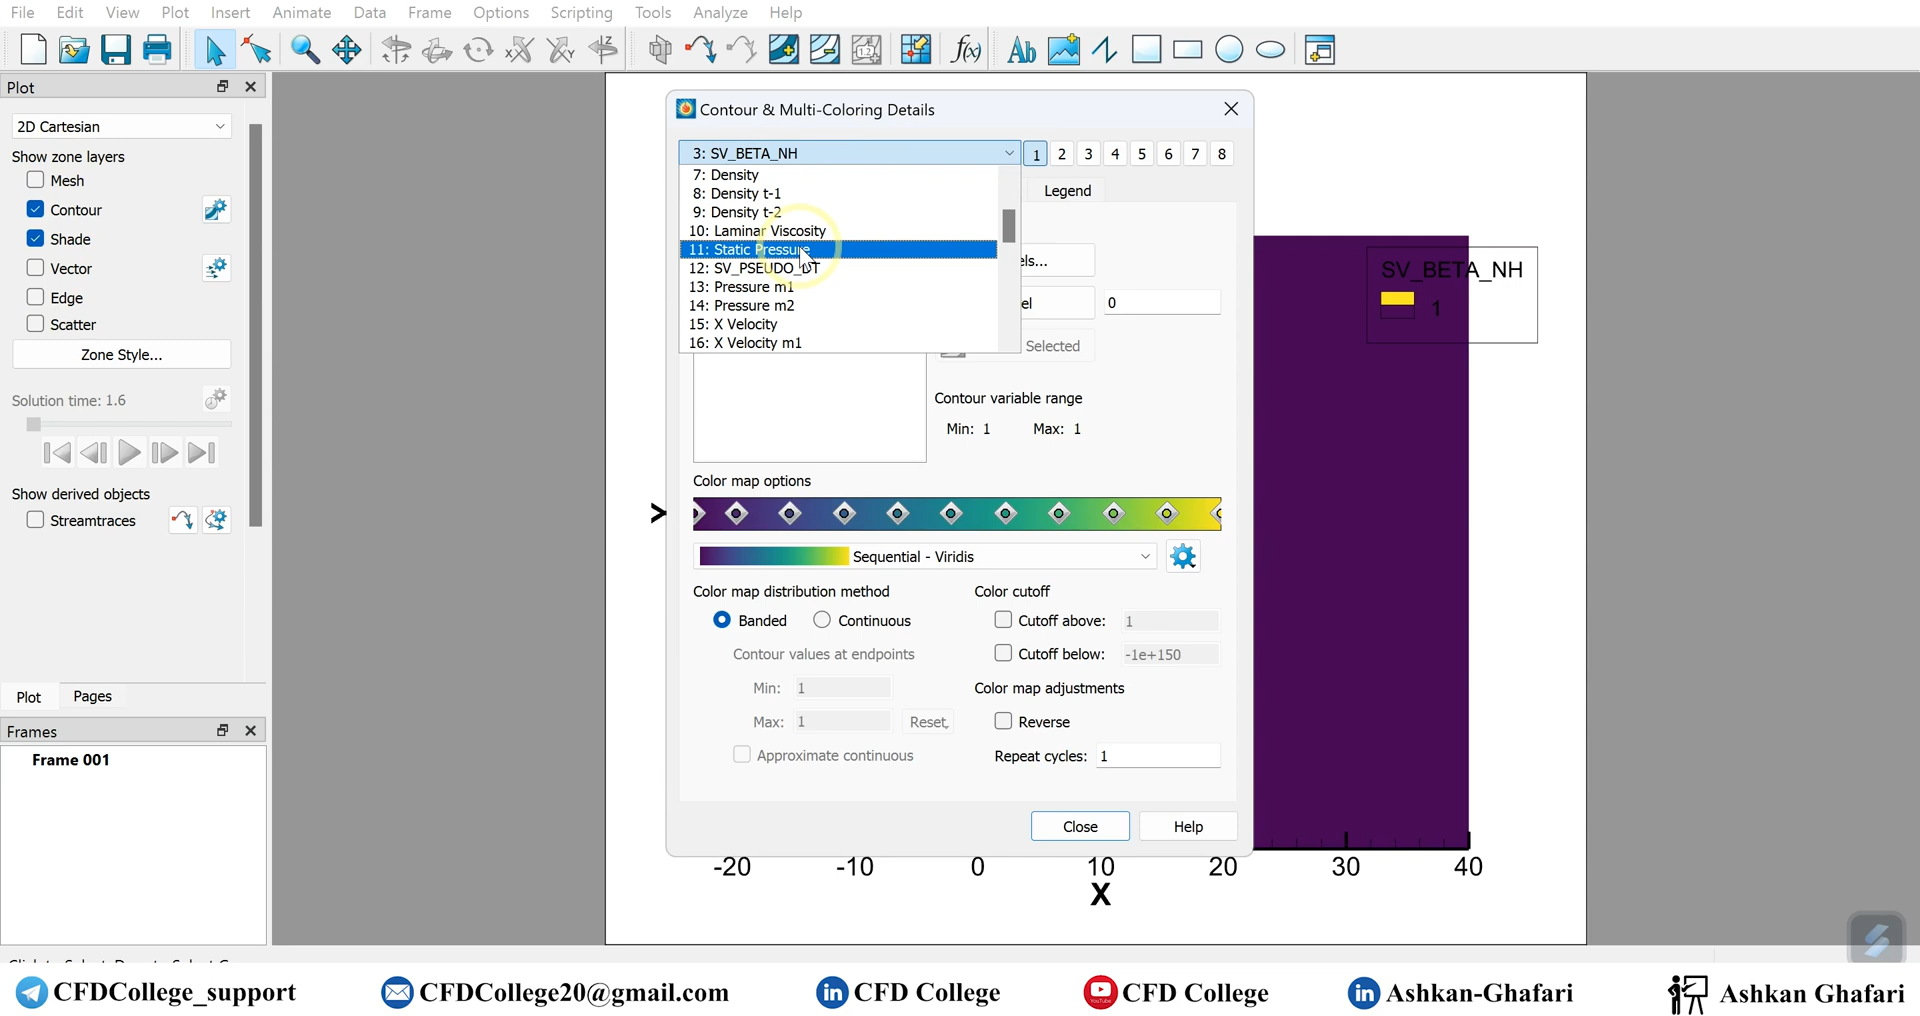 File Edit View Plot Insert Animate Data Frame Options Scripting Tools Analyze Help
Plot
2D Cartesian
Show zone layers
Mesh
Contour
Shade
Vector
Edge
Scatter
Zone Style...
Solution time: 1.6
Show derived objects
Streamtraces
Plot Pages
Frames
Frame 001
Contour & Multi-Coloring Details
3: SV_BETA_NH 1 2 3 4 5 6 7 8
7: Density
8: Density t-1
9: Density t-2
10: Laminar Viscosity
11: Static Pressure
12: SV_PSEUDO_DT
13: Pressure m1
14: Pressure m2
15: X Velocity
16: X Velocity m1
Legend
els...
el 0
Selected
Contour variable range
Min: 1 Max: 1
Color map options
Sequential - Viridis
Color map distribution method
Banded Continuous
Contour values at endpoints
Min: 1
Max: 1 Reset
Approximate continuous
Color cutoff
Cutoff above: 1
Cutoff below: -1e+150
Color map adjustments
Reverse
Repeat cycles: 1
Close Help
SV_BETA_NH
1
-20 -10 0 10 20 30 40
X
CFDCollege_support CFDCollege20@gmail.com CFD College CFD College Ashkan-Ghafari Ashkan Ghafari